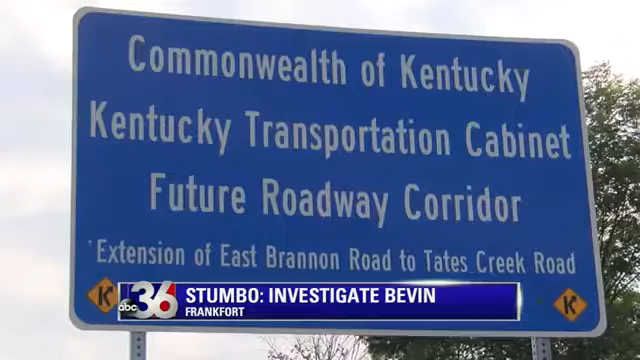 Commonwealth of Kentucky
Kentucky Transportation Cabinet
Future Roadway Corridor
Extension of East Brannon Road to Tates Creek Road
K K
abc 36 STUMBO: INVESTIGATE BEVIN
FRANKFORT